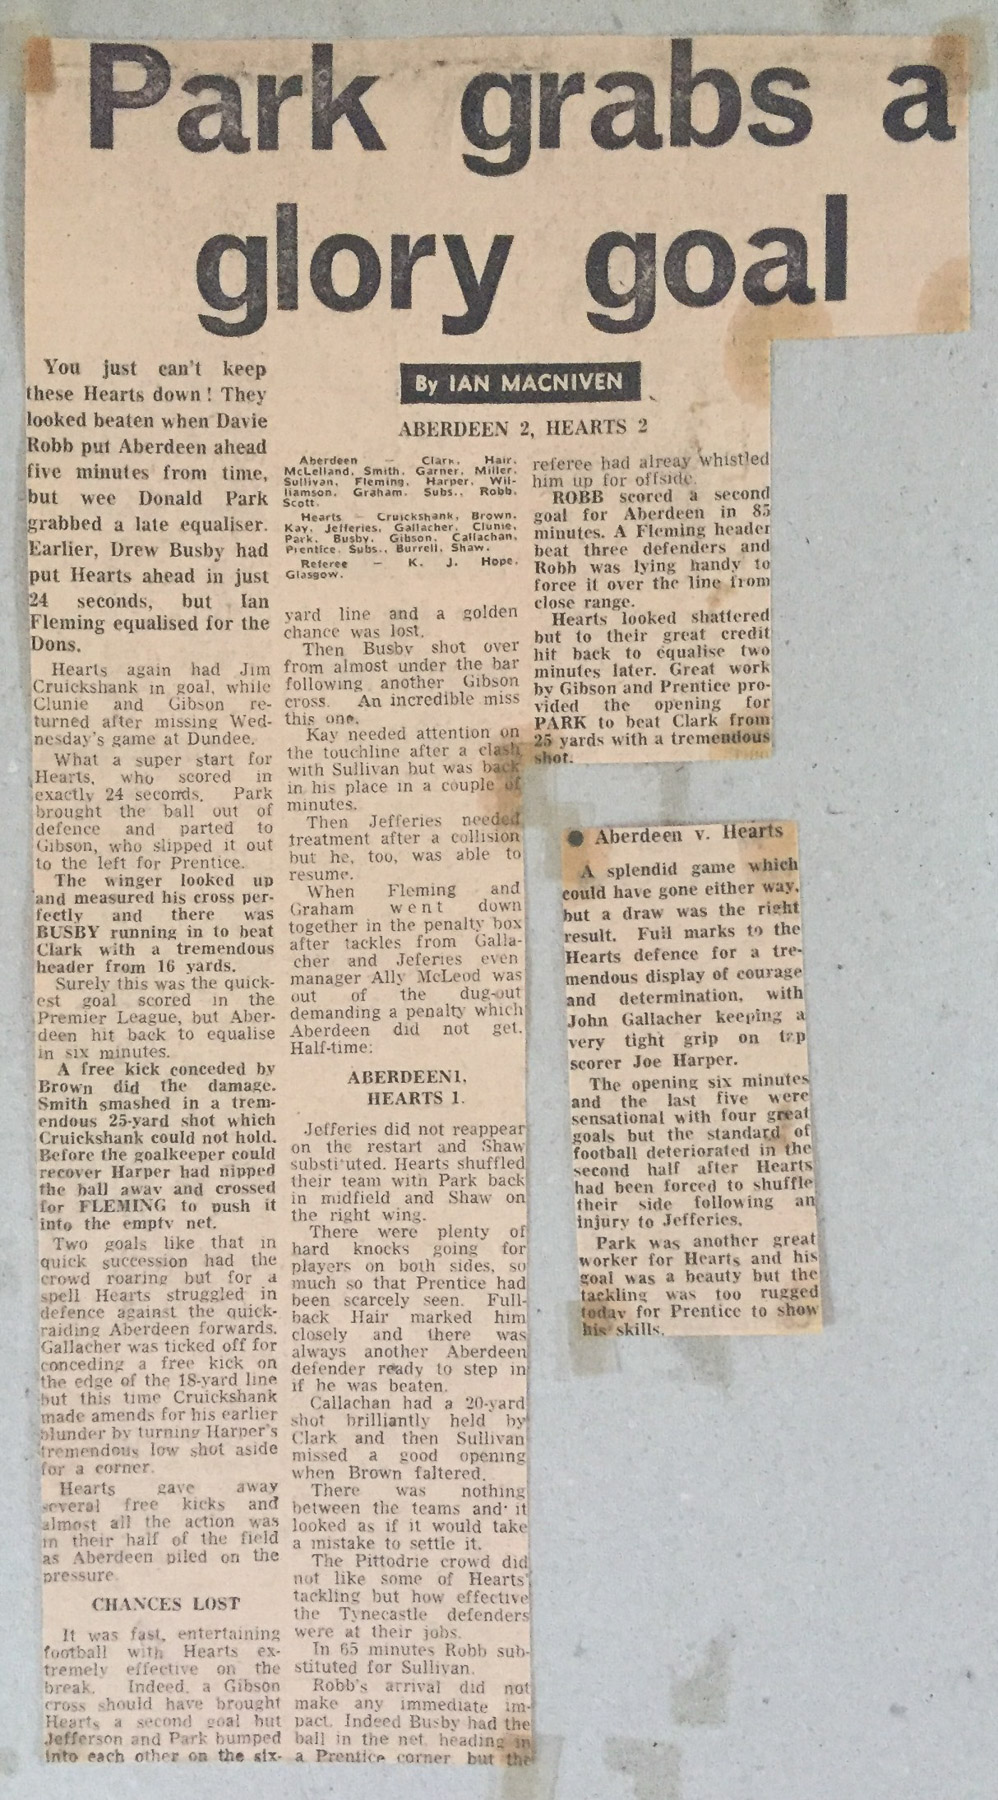 Park grabs a
glory goal
You just can't keep
these Hearts down! They
looked beaten when Davie
Robb put Aberdeen ahead
five minutes from time,
but wee Donald Park
grabbed a late equaliser.
Earlier, Drew Busby had
put Hearts ahead in just
24 seconds, but Ian
Fleming equalised for the
Dons.
Hearts again had Jim
Cruickshank in goal, while
Clunie and Gibson re-
turned after missing Wed-
nesday's game at Dundee.
What a super start for
Hearts, who scored in
exactly 24 seconds. Park
brought the ball out of
defence and parted to
Gibson, who slipped it out
to the left for Prentice.
The winger looked up
and measured his cross per-
fectly and there was
BUSBY running in to beat
Clark with a tremendous
header from 16 yards.
Surely this was the quick-
est goal scored in the
Premier League, but Aber-
deen hit back to equalise
in six minutes.
A free kick conceded by
Brown did the damage.
Smith smashed in a trem-
endous 25-yard shot which
Cruickshank could not hold.
Before the goalkeeper could
recover Harper had nipped
the ball away and crossed
for FLEMING to push it
into the empty net.
Two goals like that in
quick succession had the
crowd roaring but for a
spell Hearts struggled in
defence against the quick-
raiding Aberdeen forwards.
Gallacher was ticked off for
conceding a free kick on
the edge of the 18-yard line
but this time Cruickshank
made amends for his earlier
blunder by turning Harper's
tremendous low shot aside
for a corner.
Hearts gave away
several free kicks and
almost all the action was
in their half of the field
as Aberdeen piled on the
pressure.
CHANCES LOST
It was fast, entertaining
football with Hearts ex-
tremely effective on the
break. Indeed, a Gibson
cross should have brought
Hearts a second goal but
Jefferson and Park bumped
into each other on the six-
By IAN MACNIVEN
ABERDEEN 2, HEARTS 2
Aberdeen — Clark, Hair,
McLelland, Smith, Garner, Miller,
Sullivan, Fleming, Harper, Wil-
liamson, Graham. Subs., Robb,
Scott.
Hearts — Cruickshank, Brown,
Kay, Jefferies, Gallacher, Clunie,
Park, Busby, Gibson, Callachan,
Prentice. Subs., Burrell, Shaw.
Referee — K. J. Hope,
Glasgow.
yard line and a golden
chance was lost.
Then Busby shot over
from almost under the bar
following another Gibson
cross. An incredible miss
this one.
Kay needed attention on
the touchline after a clash
with Sullivan but was back
in his place in a couple of
minutes.
Then Jefferies needed
treatment after a collision
but he, too, was able to
resume.
When Fleming and
Graham went down
together in the penalty box
after tackles from Galla-
cher and Jeferies even
manager Ally McLeod was
out of the dug-out
demanding a penalty which
Aberdeen did not get.
Half-time:
ABERDEEN1,
HEARTS 1.
Jefferies did not reappear
on the restart and Shaw
substituted. Hearts shuffled
their team with Park back
in midfield and Shaw on
the right wing.
There were plenty of
hard knocks going for
players on both sides, so
much so that Prentice had
been scarcely seen. Full-
back Hair marked him
closely and there was
always another Aberdeen
defender ready to step in
if he was beaten.
Callachan had a 20-yard
shot brilliantly held by
Clark and then Sullivan
missed a good opening
when Brown faltered.
There was nothing
between the teams and it
looked as if it would take
a mistake to settle it.
The Pittodrie crowd did
not like some of Hearts'
tackling but how effective
the Tynecastle defenders
were at their jobs.
In 65 minutes Robb sub-
stituted for Sullivan.
Robb's arrival did not
make any immediate im-
pact. Indeed Busby had the
ball in the net, heading in
a Prentice corner but the
referee had alreay whistled
him up for offside.
ROBB scored a second
goal for Aberdeen in 85
minutes. A Fleming header
beat three defenders and
Robb was lying handy to
force it over the line from
close range.
Hearts looked shattered
but to their great credit
hit back to equalise two
minutes later. Great work
by Gibson and Prentice pro-
vided the opening for
PARK to beat Clark from
25 yards with a tremendous
shot.
● Aberdeen v. Hearts
A splendid game which
could have gone either way,
but a draw was the right
result. Full marks to the
Hearts defence for a tre-
mendous display of courage
and determination, with
John Gallacher keeping a
very tight grip on top
scorer Joe Harper.
The opening six minutes
and the last five were
sensational with four great
goals but the standard of
football deteriorated in the
second half after Hearts
had been forced to shuffle
their side following an
injury to Jefferies.
Park was another great
worker for Hearts and his
goal was a beauty but the
tackling was too rugged
today for Prentice to show
his skills.